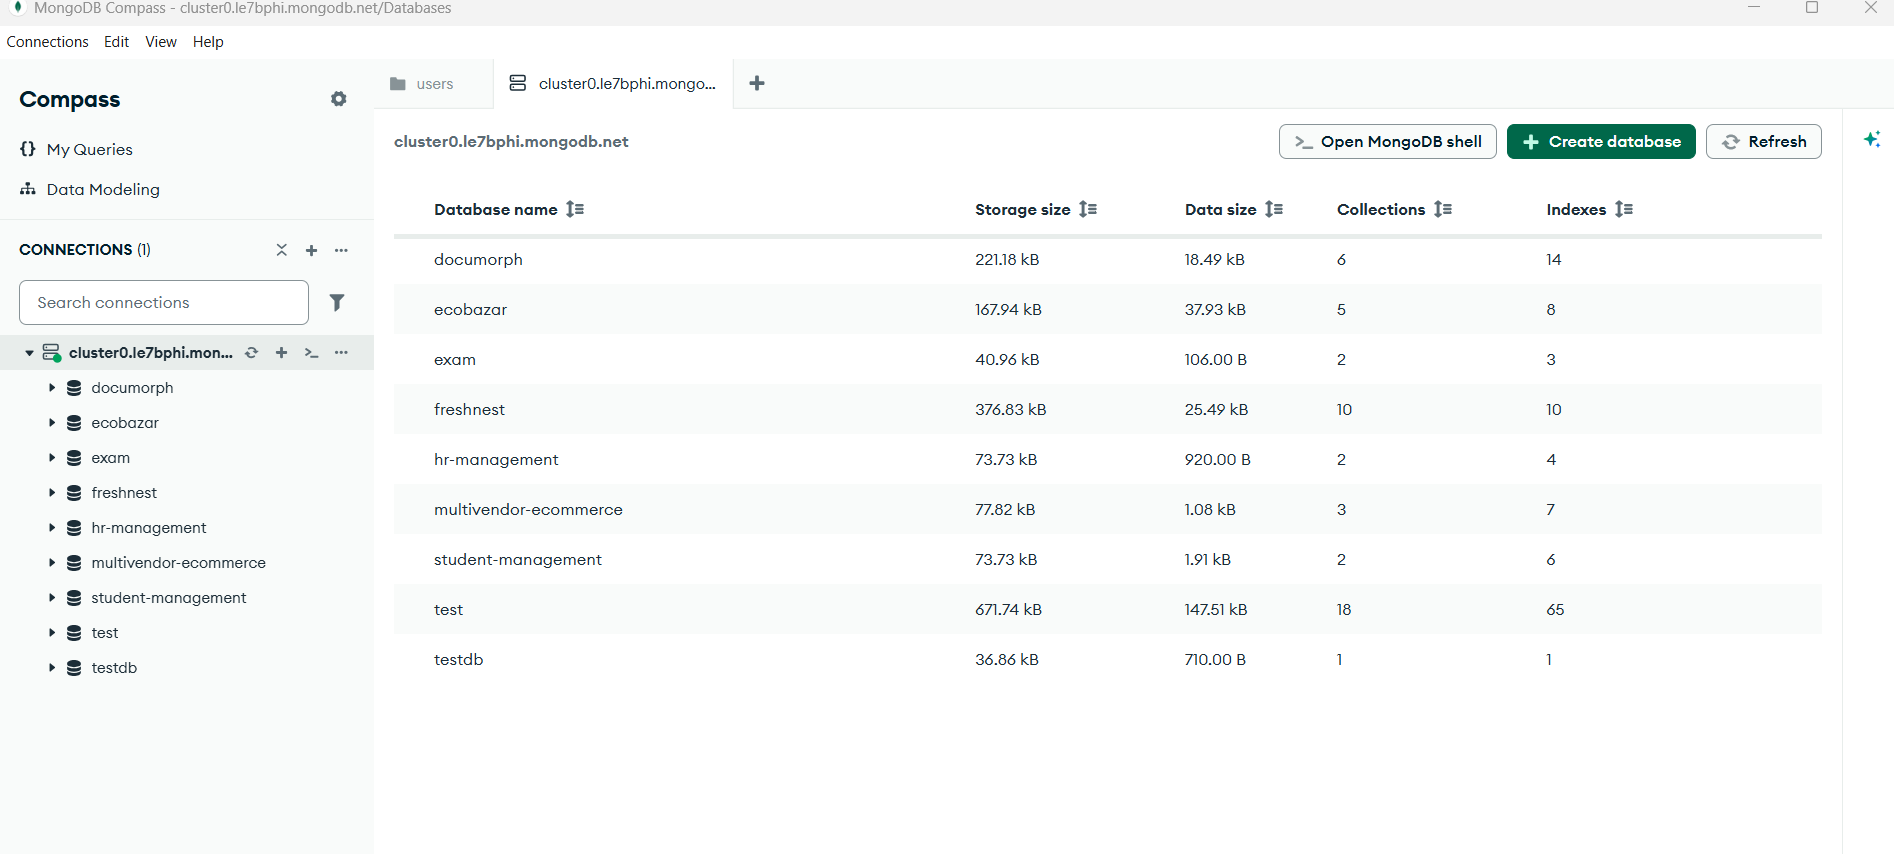 MongoDB Compass - cluster0.le7bphi.mongodb.net/Databases
Connections Edit View Help
Compass
My Queries
Data Modeling
CONNECTIONS (1)
Search connections
cluster0.le7bphi.mon...
documorph
ecobazar
exam
freshnest
hr-management
multivendor-ecommerce
student-management
test
testdb
users cluster0.le7bphi.mongo...
cluster0.le7bphi.mongodb.net Open MongoDB shell Create database Refresh
Database name Storage size Data size Collections Indexes
documorph 221.18 kB 18.49 kB 6 14
ecobazar 167.94 kB 37.93 kB 5 8
exam 40.96 kB 106.00 B 2 3
freshnest 376.83 kB 25.49 kB 10 10
hr-management 73.73 kB 920.00 B 2 4
multivendor-ecommerce 77.82 kB 1.08 kB 3 7
student-management 73.73 kB 1.91 kB 2 6
test 671.74 kB 147.51 kB 18 65
testdb 36.86 kB 710.00 B 1 1